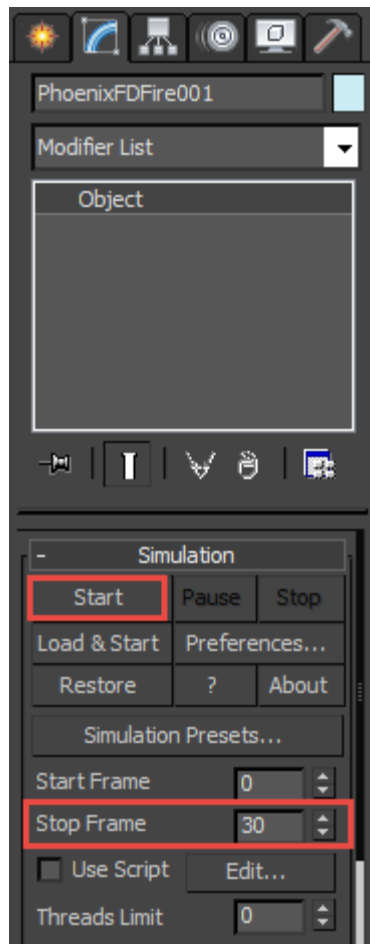 PhoenixFDFire001
Modifier List
Object
- Simulation
Start Pause Stop
Load & Start Preferences...
Restore ? About
Simulation Presets...
Start Frame 0
Stop Frame 30
Use Script Edit...
Threads Limit 0